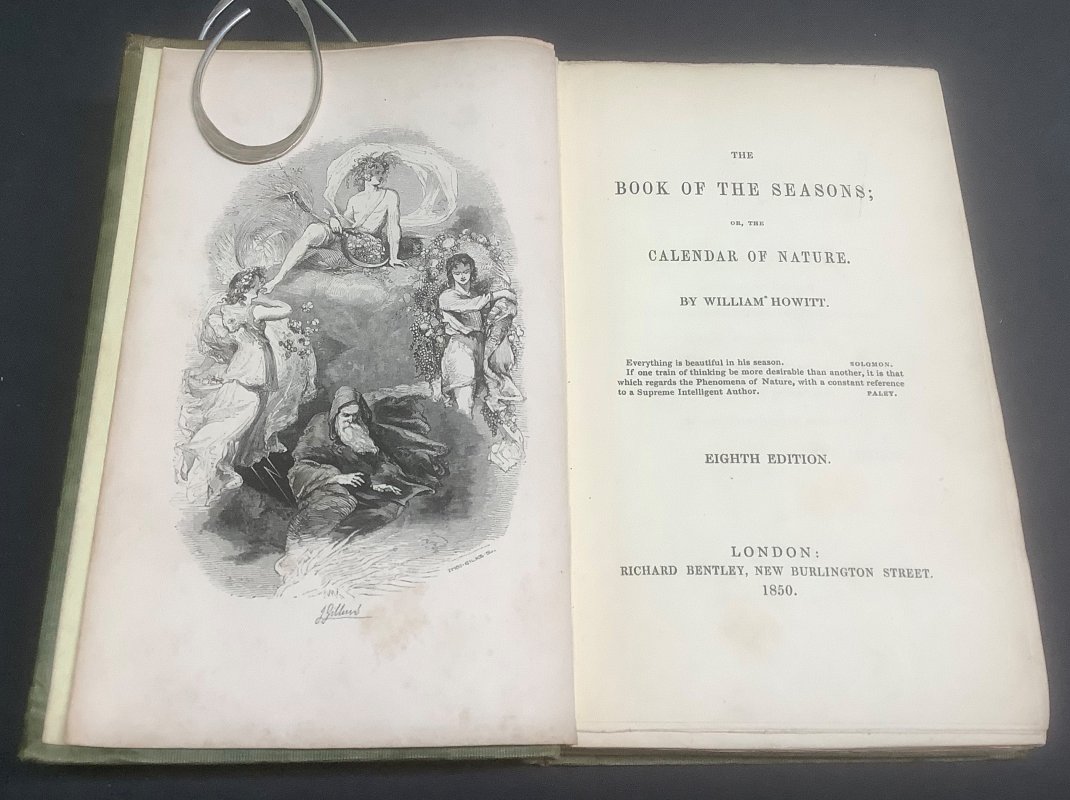 THE
BOOK OF THE SEASONS;
OR, THE
CALENDAR OF NATURE.
BY WILLIAM HOWITT.
Everything is beautiful in his season. SOLOMON.
If one train of thinking be more desirable than another, it is that
which regards the Phenomena of Nature, with a constant reference
to a Supreme Intelligent Author. PALEY.
EIGHTH EDITION.
LONDON:
RICHARD BENTLEY, NEW BURLINGTON STREET.
1850.